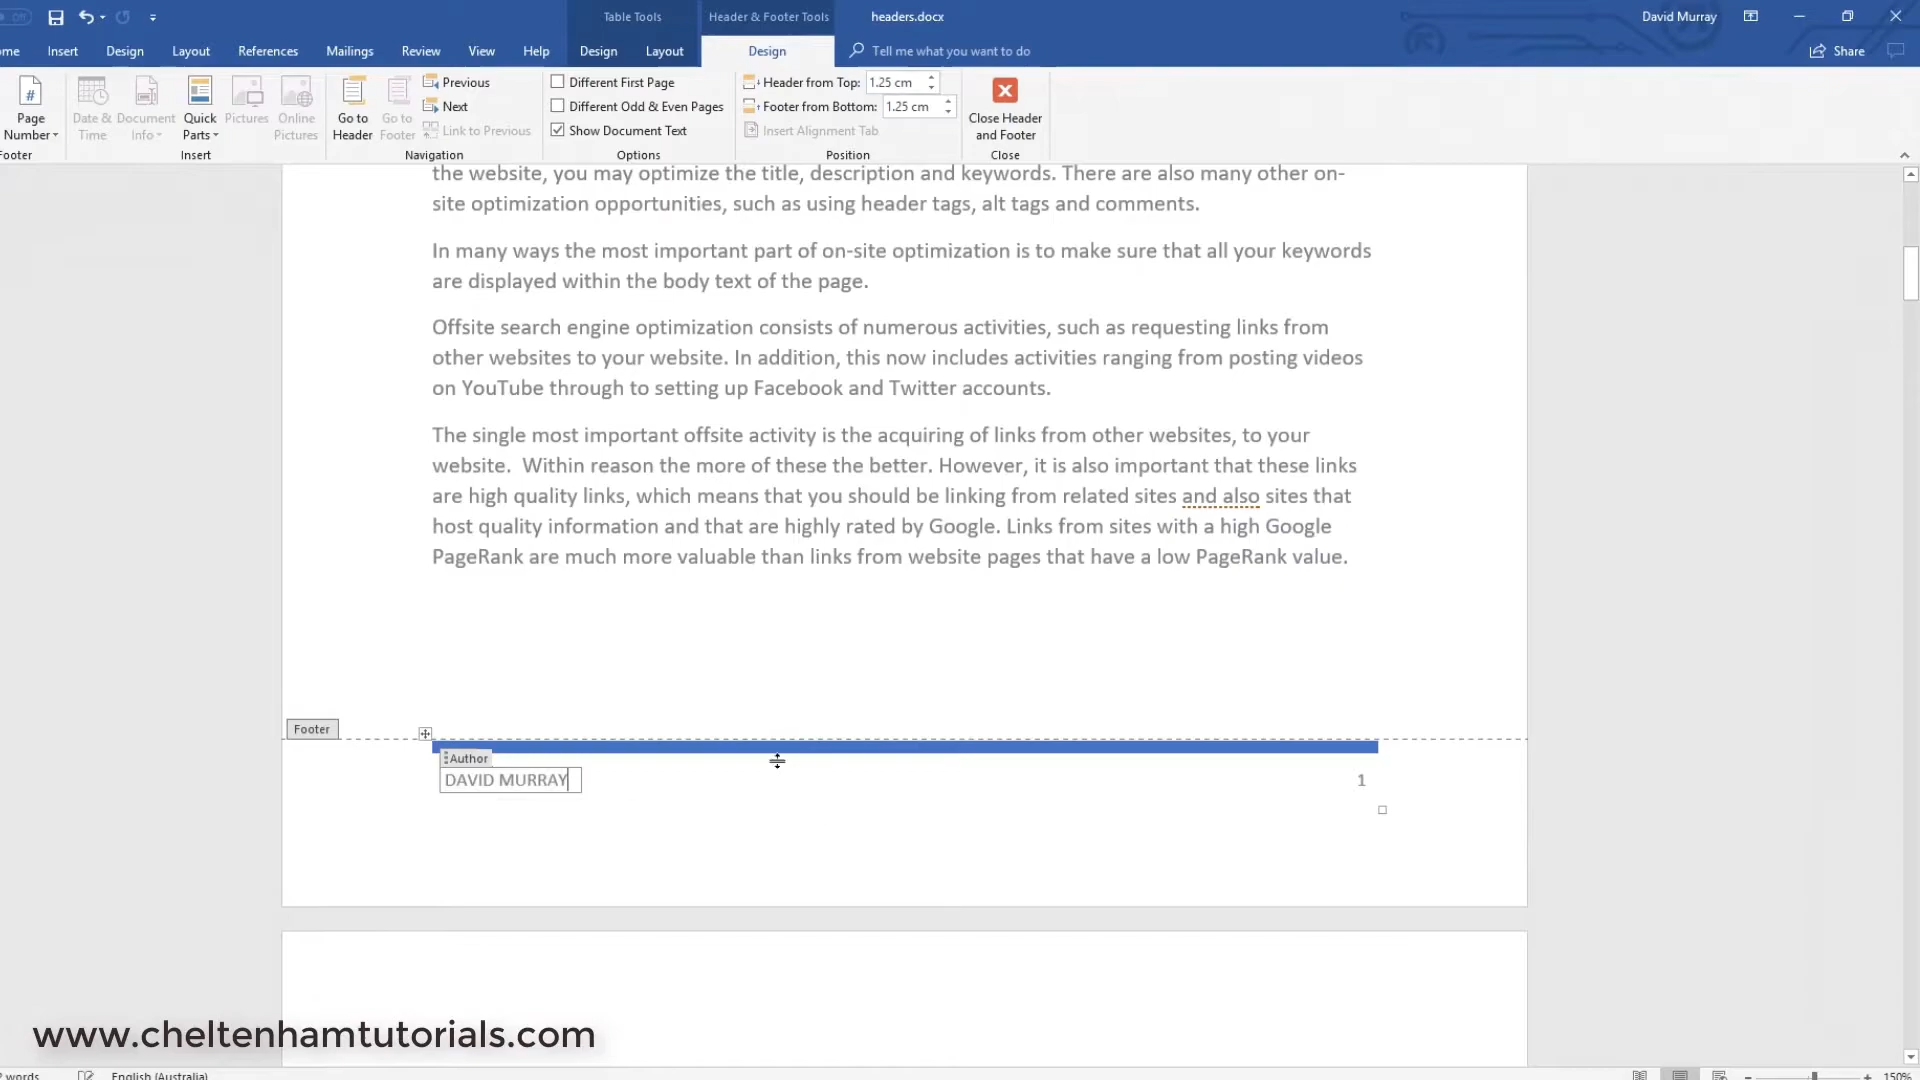 Off
Table Tools
Header & Footer Tools
headers.docx
David Murray
ome
Insert
Design
Layout
References
Mailings
Review
View
Help
Design
Layout
Design
Tell me what you want to do
Share
# Page Number
Date & Time
Document Info
Quick Parts
Pictures
Online Pictures
Go to Header
Go to Footer
Previous
Next
Link to Previous
Different First Page
Different Odd & Even Pages
Show Document Text
Header from Top: 1.25 cm
Footer from Bottom: 1.25 cm
Insert Alignment Tab
Close Header and Footer
Footer
Insert
Navigation
Options
Position
Close
the website, you may optimize the title, description and keywords. There are also many other on-
site optimization opportunities, such as using header tags, alt tags and comments.
In many ways the most important part of on-site optimization is to make sure that all your keywords
are displayed within the body text of the page.
Offsite search engine optimization consists of numerous activities, such as requesting links from
other websites to your website. In addition, this now includes activities ranging from posting videos
on YouTube through to setting up Facebook and Twitter accounts.
The single most important offsite activity is the acquiring of links from other websites, to your
website.  Within reason the more of these the better. However, it is also important that these links
are high quality links, which means that you should be linking from related sites and also sites that
host quality information and that are highly rated by Google. Links from sites with a high Google
PageRank are much more valuable than links from website pages that have a low PageRank value.
Footer
Author
DAVID MURRAY
1
www.cheltenhamtutorials.com
words
English (Australia)
150%